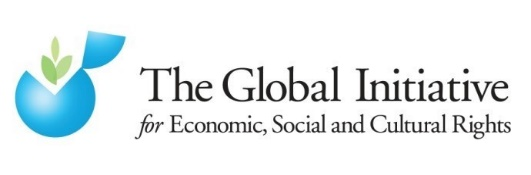 The Global Initiative
for Economic, Social and Cultural Rights